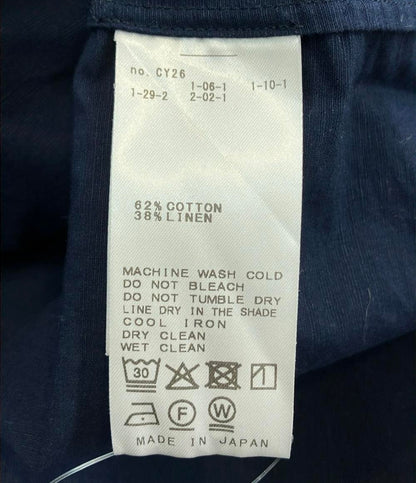 no. CY26
1-06-1 1-10-1
1-29-2 2-02-1
62% COTTON
38% LINEN
MACHINE WASH COLD
DO NOT BLEACH
DO NOT TUMBLE DRY
LINE DRY IN THE SHADE
COOL IRON
DRY CLEAN
WET CLEAN
30
F
W
MADE IN JAPAN